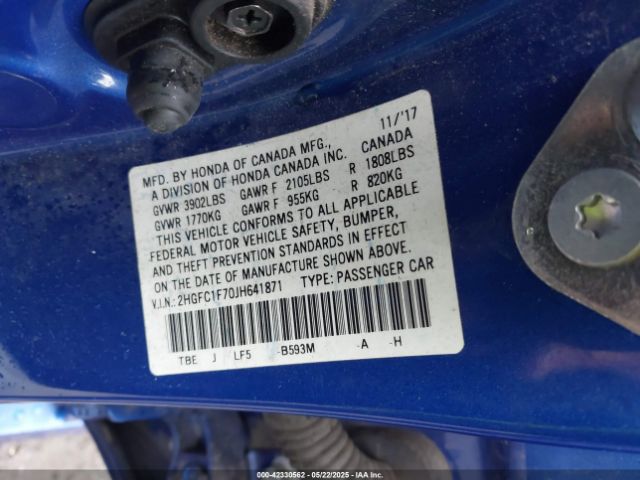 11/'17
MFD. BY HONDA OF CANADA MFG.,
A DIVISION OF HONDA CANADA INC. CANADA
GVWR 3902LBS GAWR F 2105LBS R 1808LBS
GVWR 1770KG GAWR F 955KG R 820KG
THIS VEHICLE CONFORMS TO ALL APPLICABLE
FEDERAL MOTOR VEHICLE SAFETY, BUMPER,
AND THEFT PREVENTION STANDARDS IN EFFECT
ON THE DATE OF MANUFACTURE SHOWN ABOVE.
V.I.N.: 2HGFC1F70JH641871 TYPE: PASSENGER CAR
TBE J LF5 -B593M -A -H
000-42330562 - 05/22/2025 - IAA Inc.